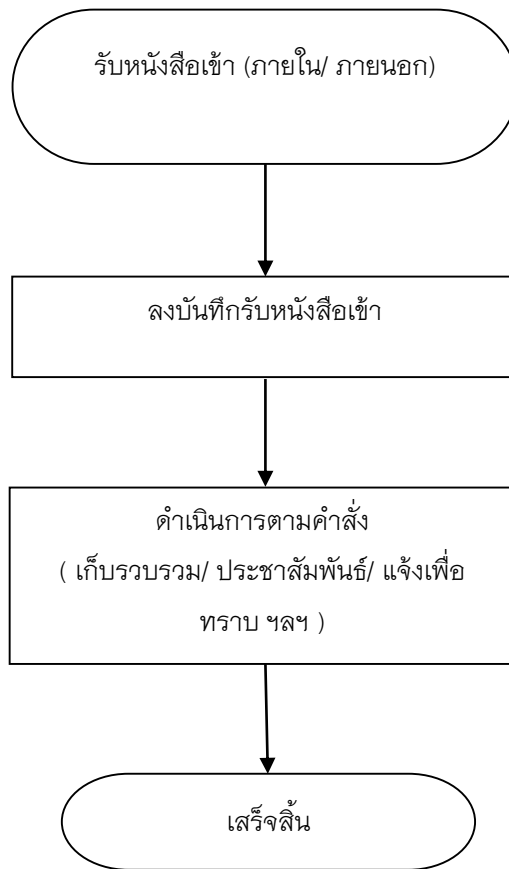 รับหนังสือเข้า (ภายใน/ ภายนอก)
ลงบันทึกรับหนังสือเข้า
ดำเนินการตามคำสั่ง
( เก็บรวบรวม/ ประชาสัมพันธ์/ แจ้งเพื่อ
ทราบ ฯลฯ )
เสร็จสิ้น